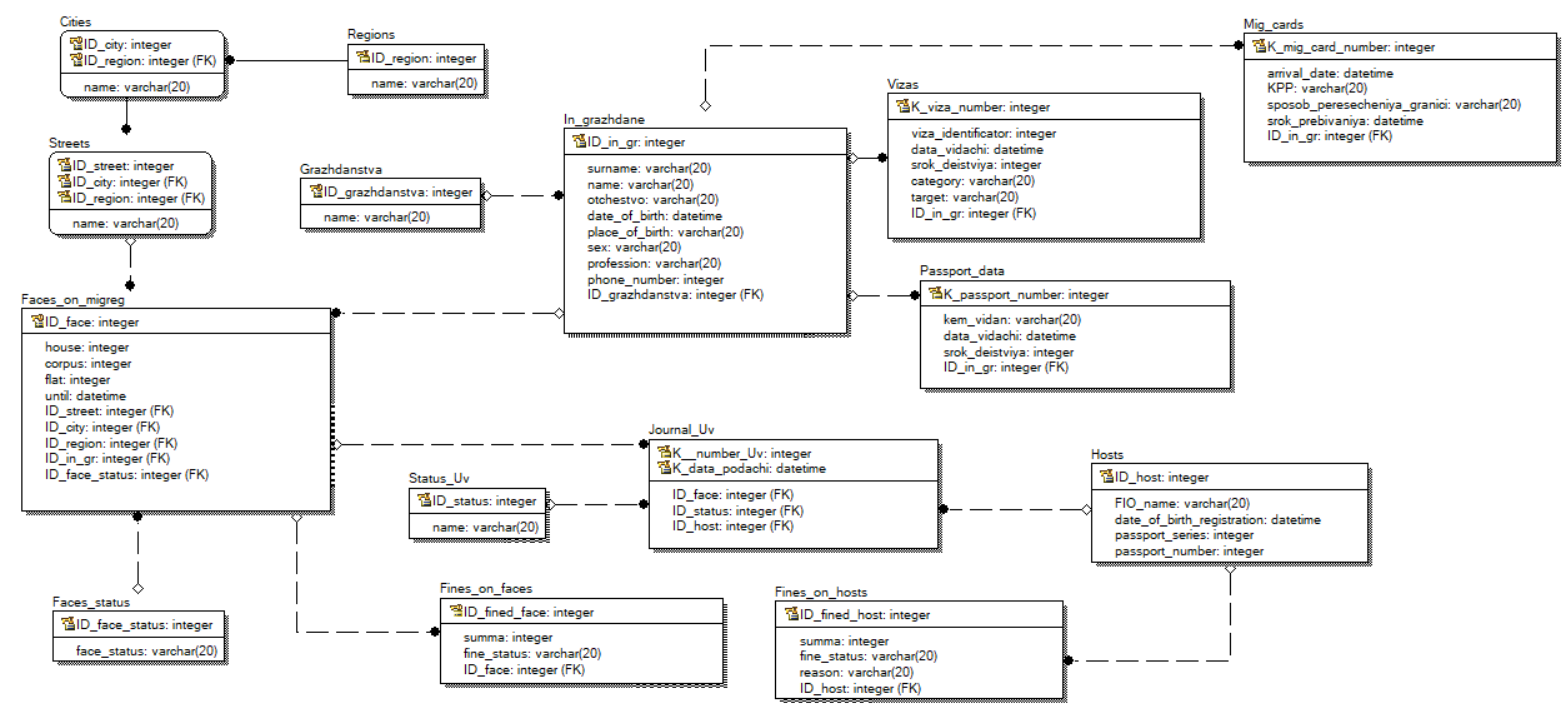 Cities
ID_city: integer
ID_region: integer (FK)
name: varchar(20)
Regions
ID_region: integer
name: varchar(20)
Mig_cards
K_mig_card_number: integer
arrival_date: datetime
KPP: varchar(20)
sposob_peresecheniya_granici: varchar(20)
srok_prebivaniya: datetime
ID_in_gr: integer (FK)
Vizas
K_viza_number: integer
viza_identificator: integer
data_vidachi: datetime
srok_deistviya: integer
category: varchar(20)
target: varchar(20)
ID_in_gr: integer (FK)
In_grazhdane
ID_in_gr: integer
surname: varchar(20)
name: varchar(20)
otchestvo: varchar(20)
date_of_birth: datetime
place_of_birth: varchar(20)
sex: varchar(20)
profession: varchar(20)
phone_number: integer
ID_grazhdanstva: integer (FK)
Streets
ID_street: integer
ID_city: integer (FK)
ID_region: integer (FK)
name: varchar(20)
Grazhdanstva
ID_grazhdanstva: integer
name: varchar(20)
Passport_data
K_passport_number: integer
kem_vidan: varchar(20)
data_vidachi: datetime
srok_deistviya: integer
ID_in_gr: integer (FK)
Faces_on_migreg
ID_face: integer
house: integer
corpus: integer
flat: integer
until: datetime
ID_street: integer (FK)
ID_city: integer (FK)
ID_region: integer (FK)
ID_in_gr: integer (FK)
ID_face_status: integer (FK)
Journal_Uv
K__number_Uv: integer
K_data_podachi: datetime
ID_face: integer (FK)
ID_status: integer (FK)
ID_host: integer (FK)
Status_Uv
ID_status: integer
name: varchar(20)
Hosts
ID_host: integer
FIO_name: varchar(20)
date_of_birth_registration: datetime
passport_series: integer
passport_number: integer
Faces_status
ID_face_status: integer
face_status: varchar(20)
Fines_on_faces
ID_fined_face: integer
summa: integer
fine_status: varchar(20)
ID_face: integer (FK)
Fines_on_hosts
ID_fined_host: integer
summa: integer
fine_status: varchar(20)
reason: varchar(20)
ID_host: integer (FK)